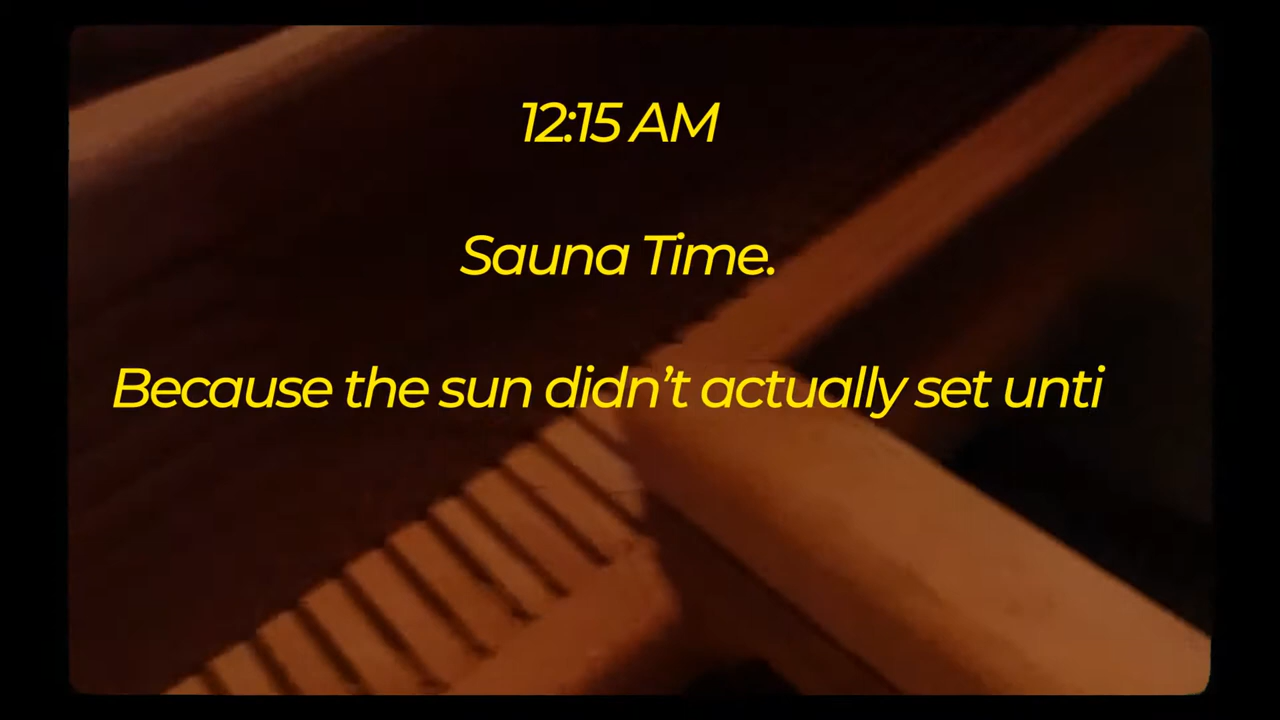 12:15 AM
Sauna Time.
Because the sun didn’t actually set unti